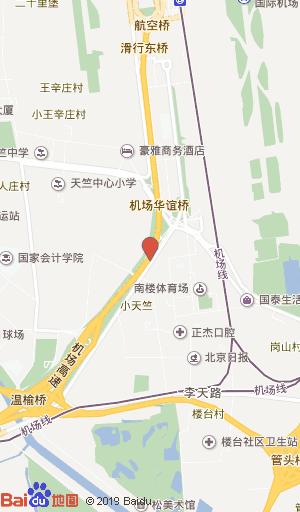 二十里堡
航空桥
国际机场
滑行东桥
王辛庄村
大厦
小王辛庄村
天竺中学
豪雅商务酒店
人庄村
天竺中心小学
机场华谊桥
运站
国家会计学院
机场线
南楼体育场
国泰生活
小天竺
正杰口腔
球场
岗山村
机场高速
北京日报
李天路
机场线
温榆桥
楼台村
机场线
楼台社区卫生站
管头村
Bai du 地图
© 2019 Baidu
松美术馆